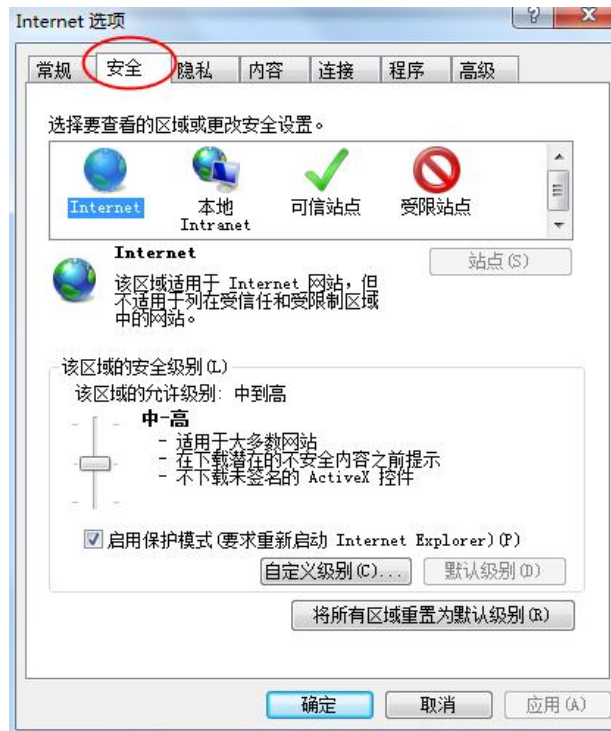 Internet 选项
常规 安全 隐私 内容 连接 程序 高级
选择要查看的区域或更改安全设置。
Internet 本地 Intranet 可信站点 受限站点
Internet
站点(S)
该区域适用于 Internet 网站，但
不适用于列在受信任和受限制区域
中的网站。
该区域的安全级别(L)
该区域的允许级别: 中到高
中-高
- 适用于大多数网站
- 在下载潜在的不安全内容之前提示
- 不下载未签名的 ActiveX 控件
启用保护模式(要求重新启动 Internet Explorer)(P)
自定义级别(C)... 默认级别(D)
将所有区域重置为默认级别(R)
确定 取消 应用(A)